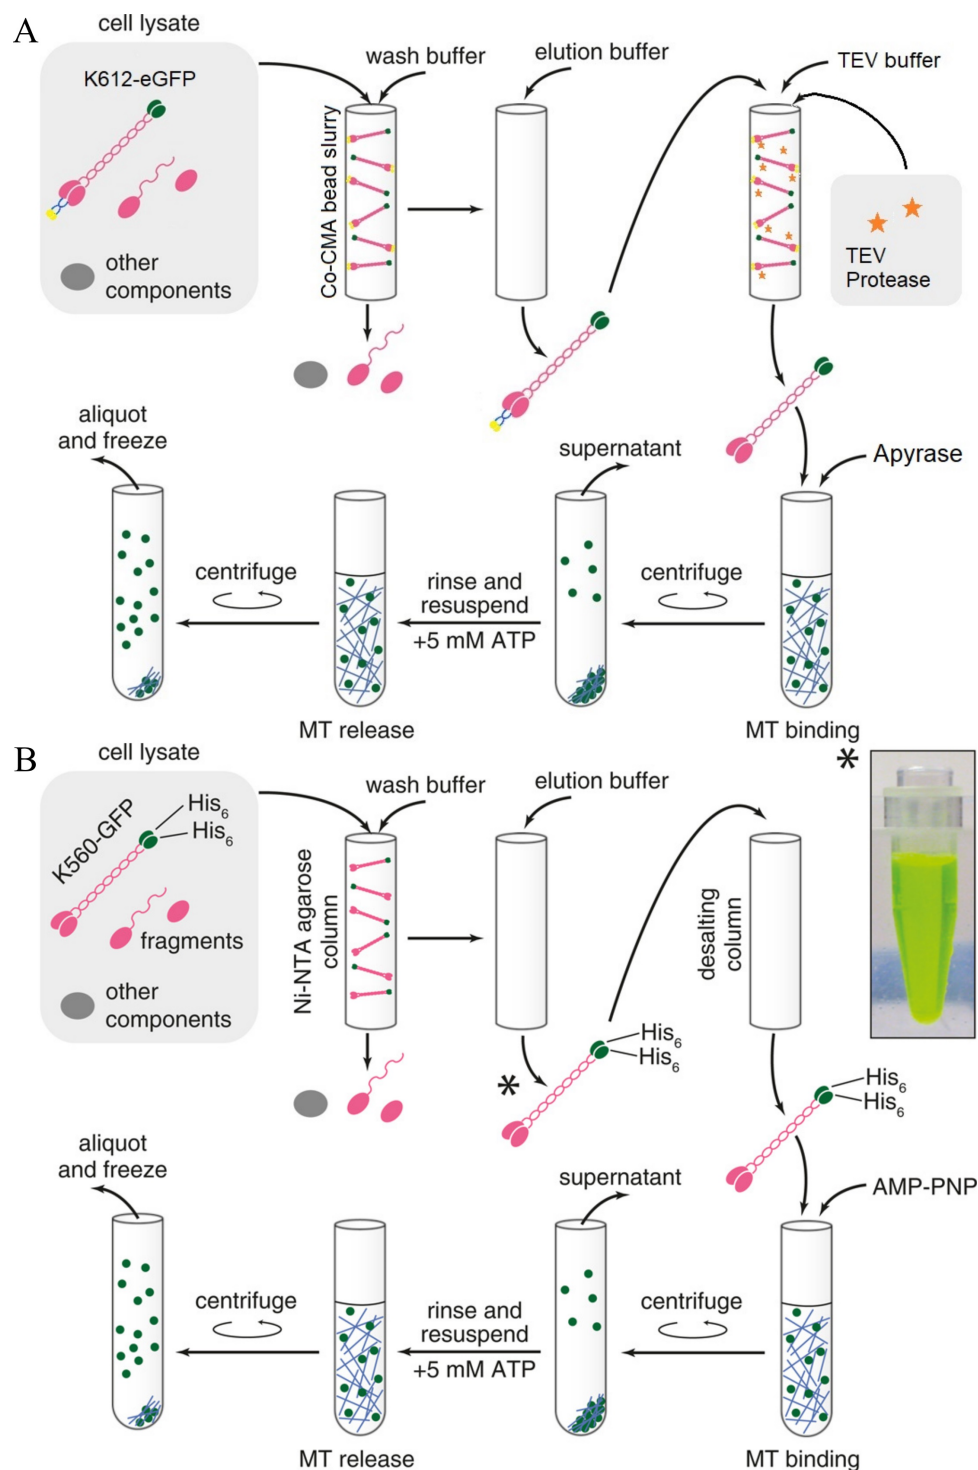 A
cell lysate
K612-eGFP
other
components
wash buffer
Co-CMA bead slurry
elution buffer
TEV buffer
TEV
Protease
aliquot
and freeze
centrifuge
MT release
rinse and
resuspend
+5 mM ATP
supernatant
centrifuge
Apyrase
MT binding
B
cell lysate
K560-GFP
His6
His6
fragments
other
components
wash buffer
Ni-NTA agarose
column
elution buffer
*
His6
His6
desalting
column
*
His6
His6
aliquot
and freeze
centrifuge
MT release
rinse and
resuspend
+5 mM ATP
supernatant
centrifuge
AMP-PNP
MT binding